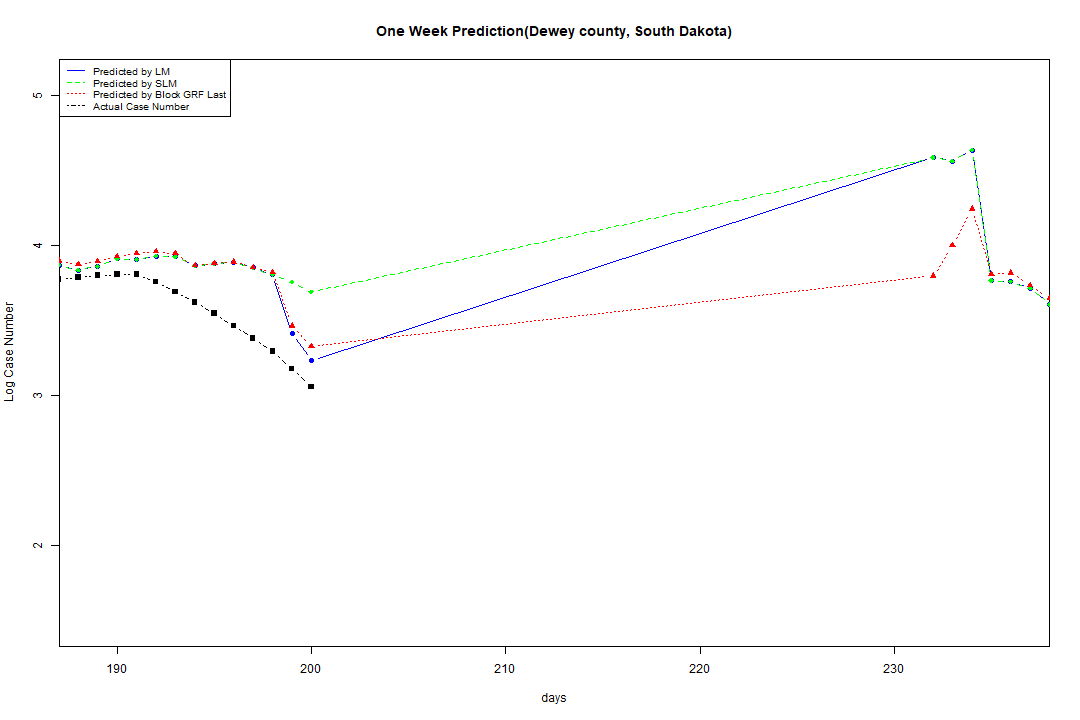 One Week Prediction(Dewey county, South Dakota)
Predicted by LM
Predicted by SLM
Predicted by Block GRF Last
Actual Case Number
5
4
3
2
Log Case Number
190 200 210 220 230
days